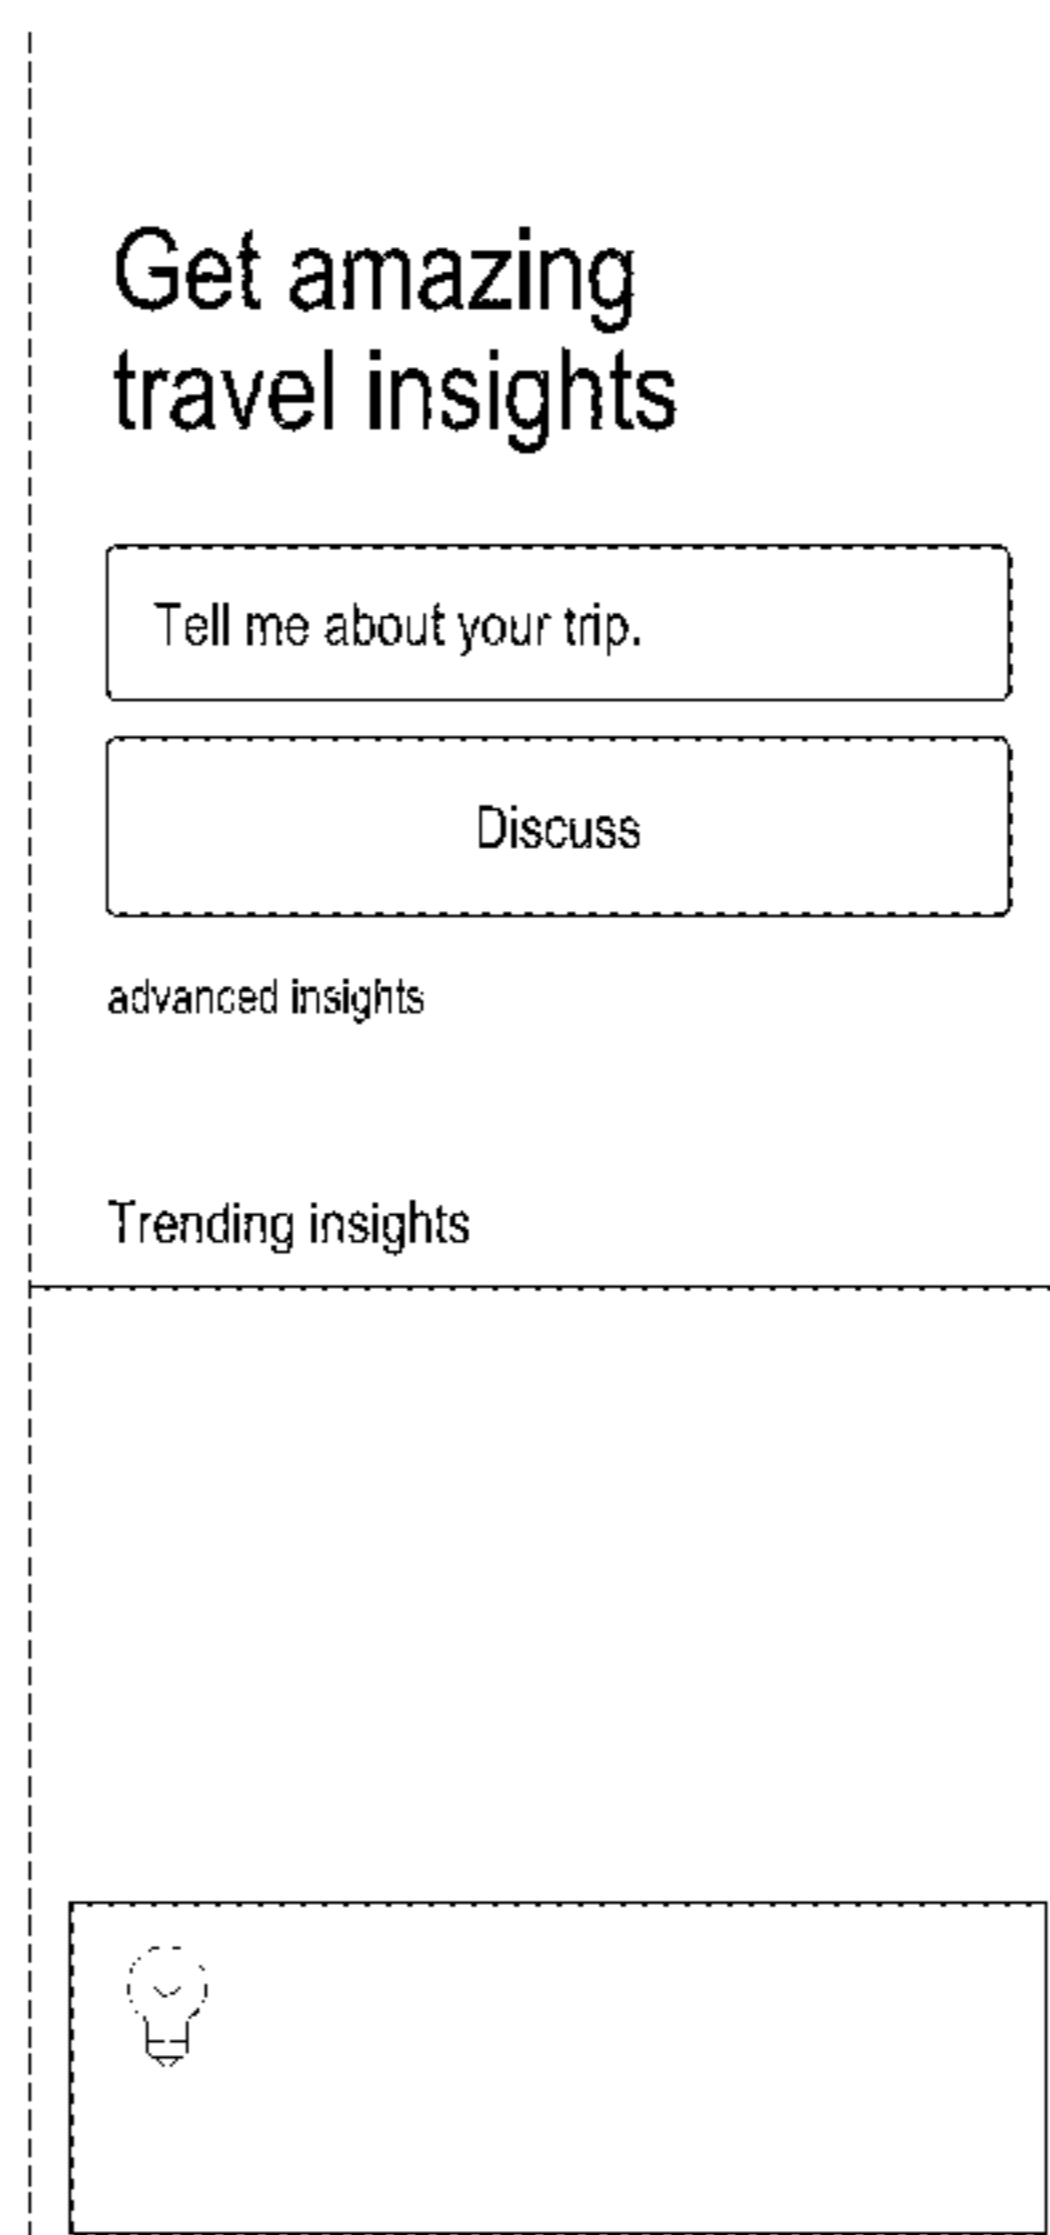 Get amazing
travel insights
Tell me about your trip.
Discuss
advanced insights
Trending insights